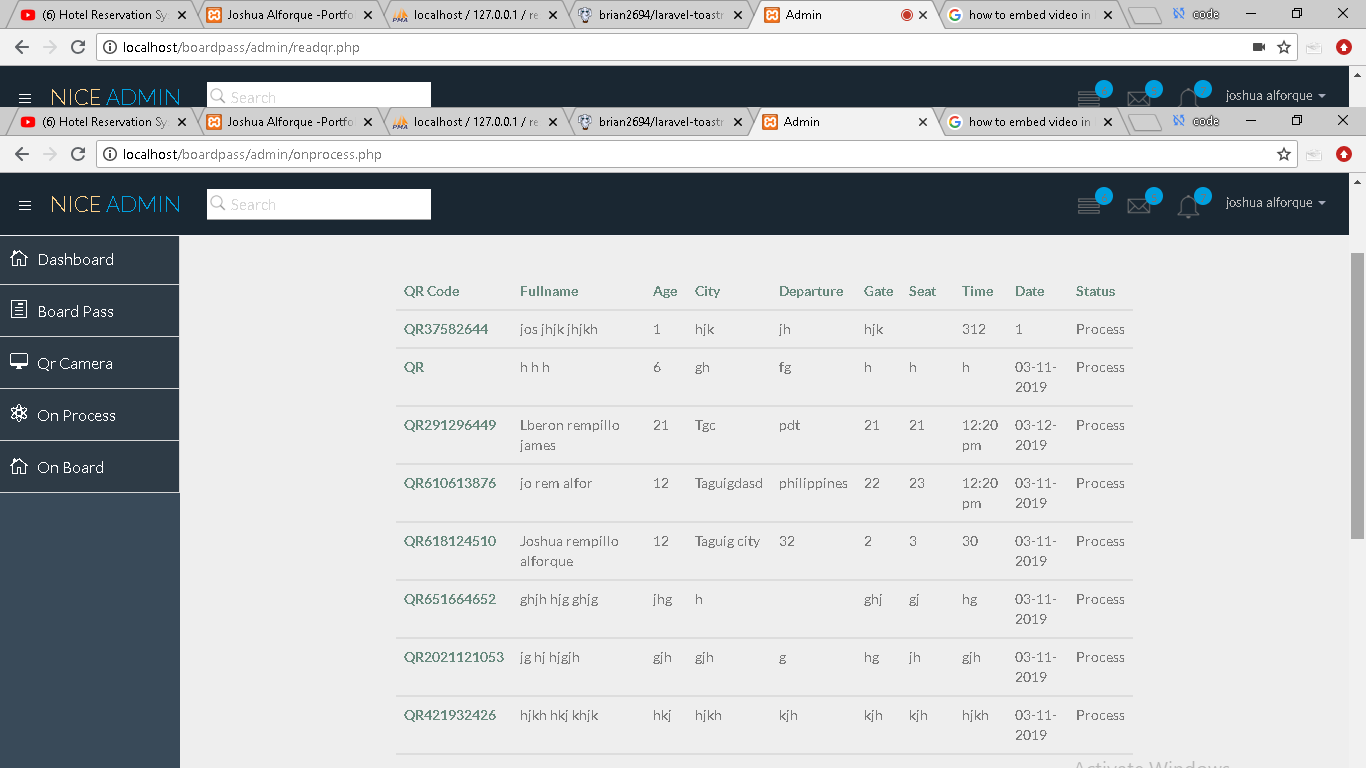 (6) Hotel Reservation Sy Joshua Alforque -Portfo localhost / 127.0.0.1 / re brian2694/laravel-toastr Admin how to embed video in code
localhost/boardpass/admin/readqr.php
NICE ADMIN Search joshua alforque
(6) Hotel Reservation Sy Joshua Alforque -Portfo localhost / 127.0.0.1 / re brian2694/laravel-toastr Admin how to embed video in code
localhost/boardpass/admin/onprocess.php
NICE ADMIN Search joshua alforque
Dashboard
Board Pass
Qr Camera
On Process
On Board
QR Code Fullname Age City Departure Gate Seat Time Date Status
QR37582644 jos jhjk jhjkh 1 hjk jh hjk 312 1 Process
QR h h h 6 gh fg h h h 03-11-
2019 Process
QR291296449 Lberon rempillo
james 21 Tgc pdt 21 21 12:20
pm 03-12-
2019 Process
QR610613876 jo rem alfor 12 Taguigdasd philippines 22 23 12:20
pm 03-11-
2019 Process
QR618124510 Joshua rempillo
alforque 12 Taguig city 32 2 3 30 03-11-
2019 Process
QR651664652 ghjh hjg ghjg jhg h ghj gj hg 03-11-
2019 Process
QR2021121053 jg hj hjgjh gjh gjh g hg jh gjh 03-11-
2019 Process
QR421932426 hjkh hkj khjk hkj hjkh kjh kjh kjh hjkh 03-11-
2019 Process
Activate Windows